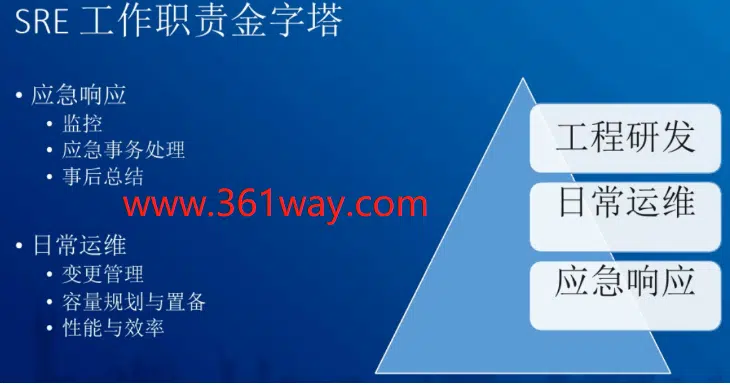 SRE 工作职责金字塔
• 应急响应
• 监控
• 应急事务处理
• 事后总结
www.361way.com
• 日常运维
• 变更管理
• 容量规划与置备
• 性能与效率
工程研发
日常运维
应急响应